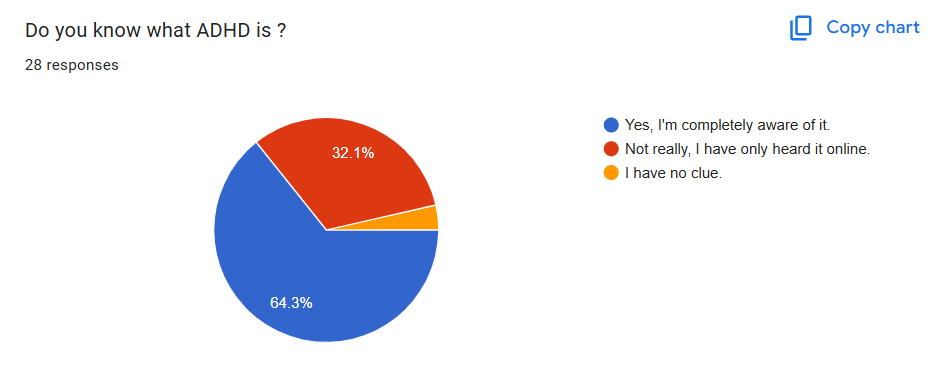 Do you know what ADHD is ?
Copy chart
28 responses
32.1%
64.3%
Yes, I'm completely aware of it.
Not really, I have only heard it online.
I have no clue.